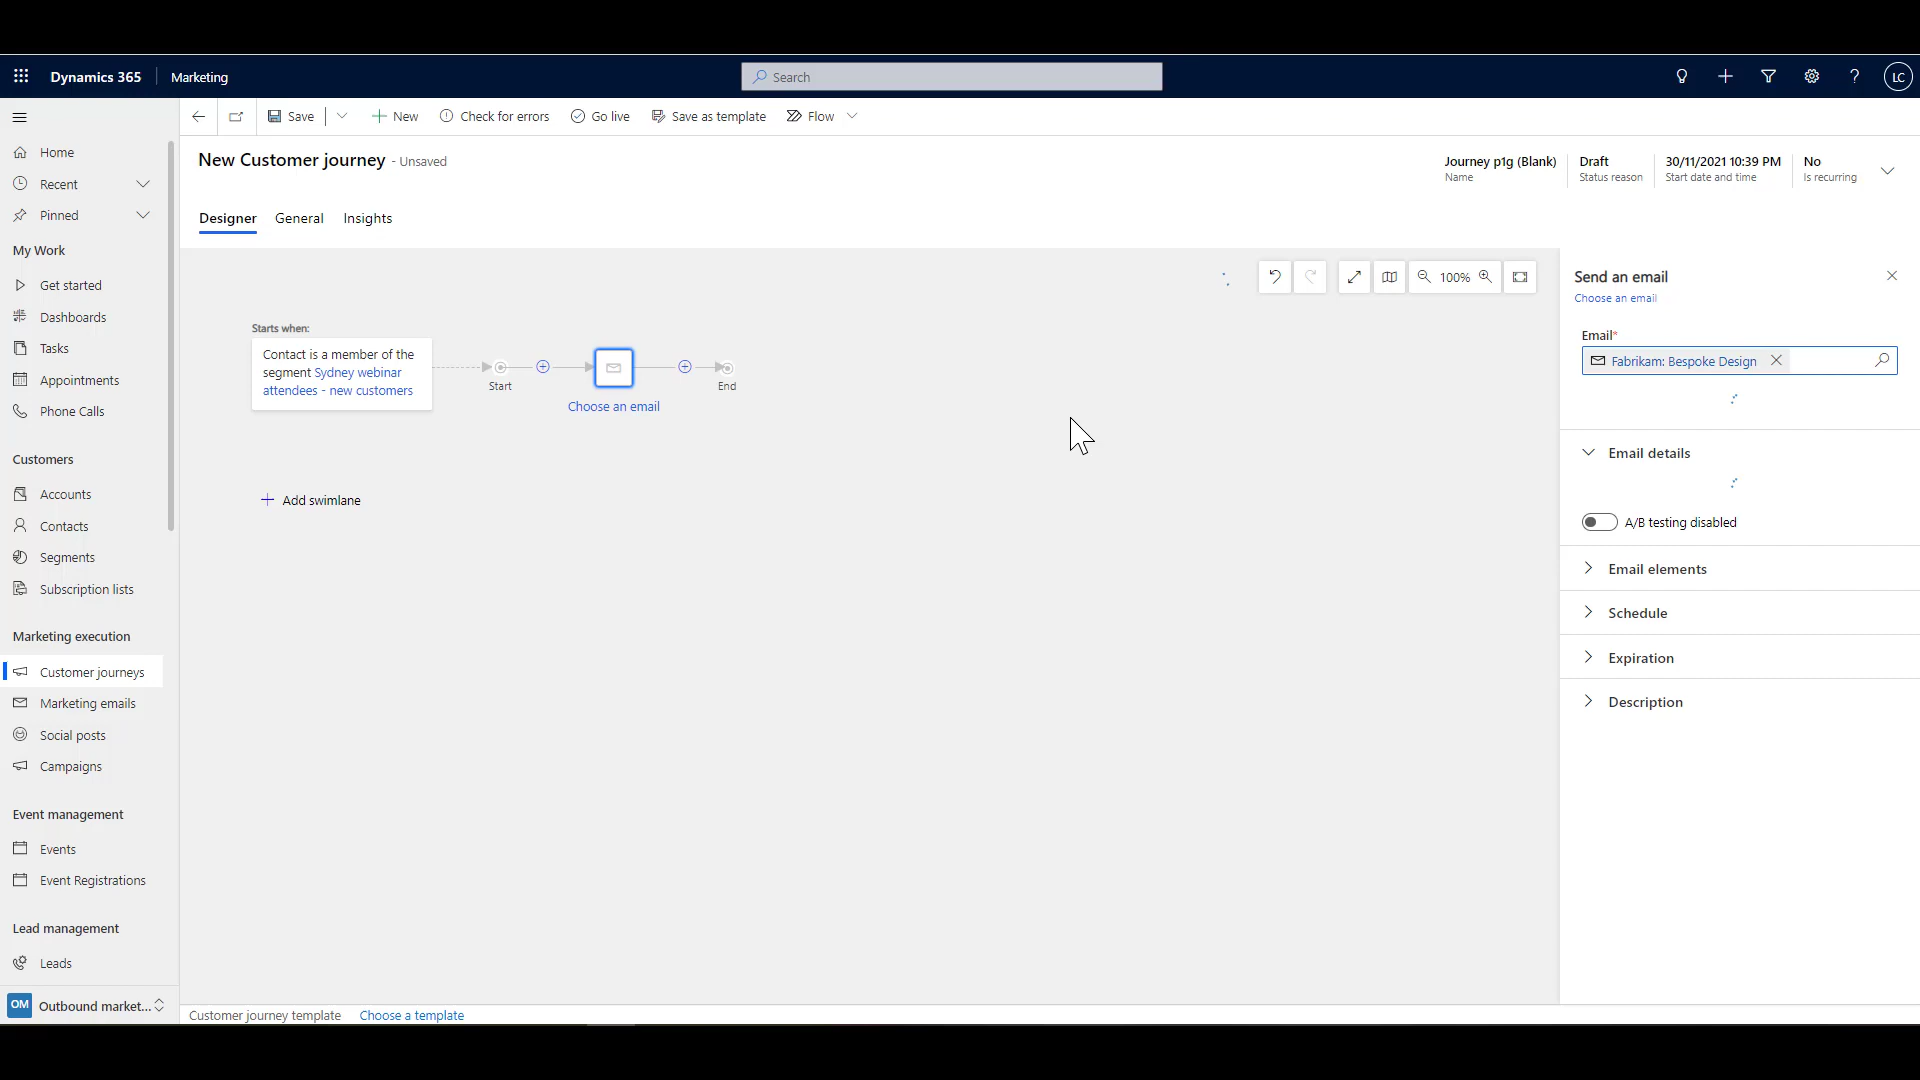 Dynamics 365
Marketing
Search
LC
Save
New
Check for errors
Go live
Save as template
Flow
New Customer journey - Unsaved
Journey p1g (Blank)
Name
Draft
Status reason
30/11/2021 10:39 PM
Start date and time
No
Is recurring
Designer
General
Insights
Home
Recent
Pinned
My Work
Get started
Dashboards
Tasks
Appointments
Phone Calls
Customers
Accounts
Contacts
Segments
Subscription lists
Marketing execution
Customer journeys
Marketing emails
Social posts
Campaigns
Event management
Events
Event Registrations
Lead management
Leads
OM Outbound market...
100%
Starts when:
Contact is a member of the
segment Sydney webinar
attendees - new customers
Start
Choose an email
End
Add swimlane
Send an email
Choose an email
Email*
Fabrikam: Bespoke Design
Email details
A/B testing disabled
Email elements
Schedule
Expiration
Description
Customer journey template
Choose a template